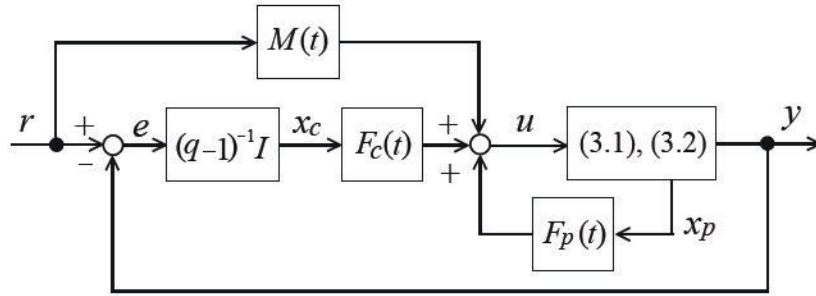 M(t)
r + e (q–1)⁻¹I x_c F_c(t) + u (3.1), (3.2) y
– +
F_p(t) x_p